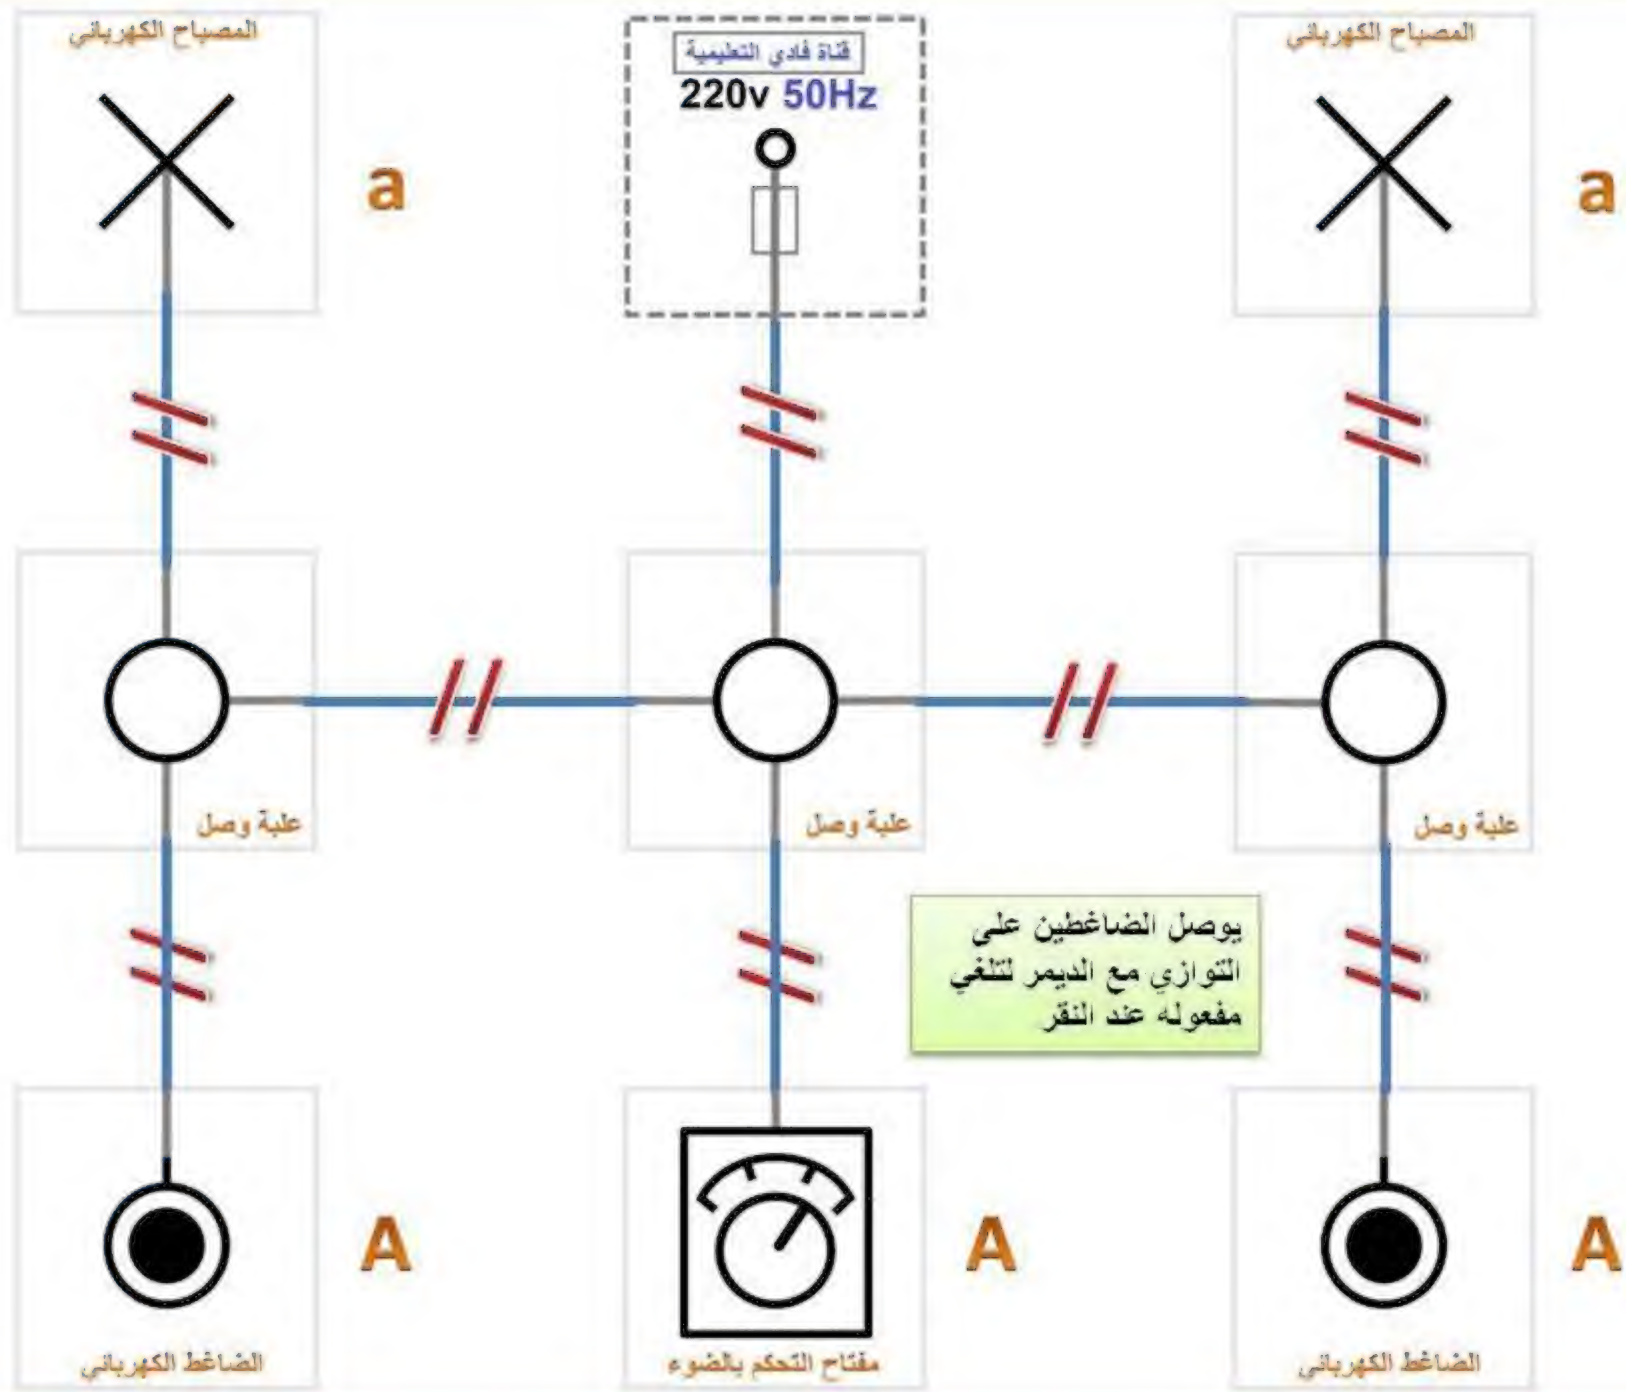 المصباح الكهربائي
قناة فادي التعليمية
220v 50Hz
المصباح الكهربائي
a
a
علبة وصل
علبة وصل
علبة وصل
يوصل الضاغطين على
التوازي مع الديمر لتلغي
مفعوله عند النقر
A
A
A
الضاغط الكهربائي
مفتاح التحكم بالضوء
الضاغط الكهربائي